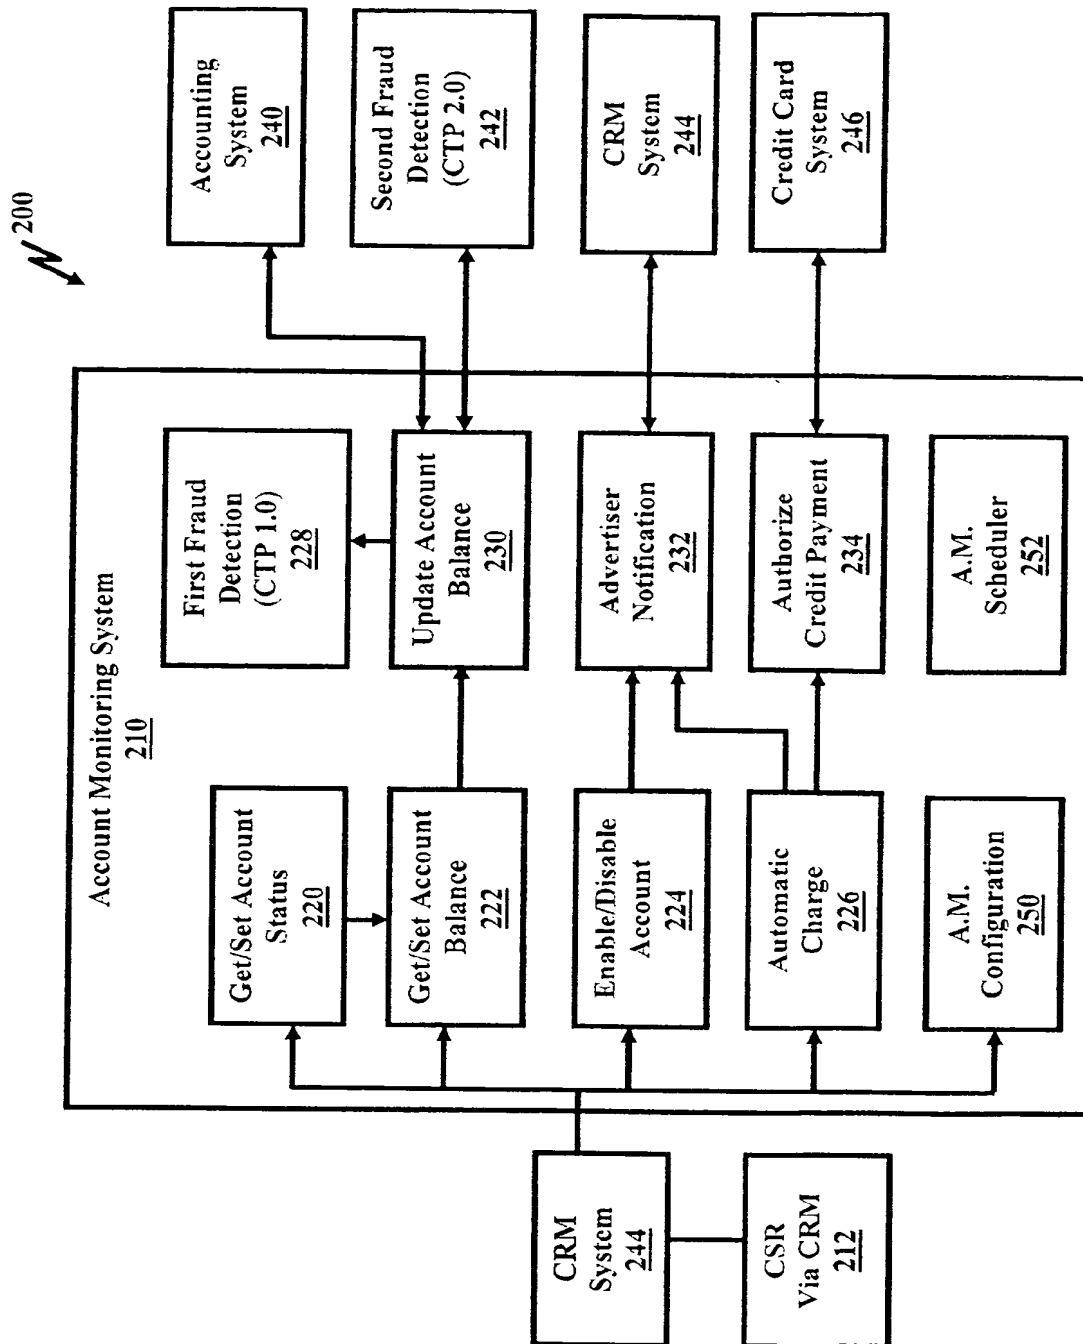 200
Account Monitoring System
210
CRM
System
244
CSR
Via CRM
212
Get/Set Account
Status
220
Get/Set Account
Balance
222
Enable/Disable
Account
224
Automatic
Charge
226
A.M.
Configuration
250
First Fraud
Detection
(CTP 1.0)
228
Update Account
Balance
230
Advertiser
Notification
232
Authorize
Credit Payment
234
A.M.
Scheduler
252
Accounting
System
240
Second Fraud
Detection
(CTP 2.0)
242
CRM
System
244
Credit Card
System
246